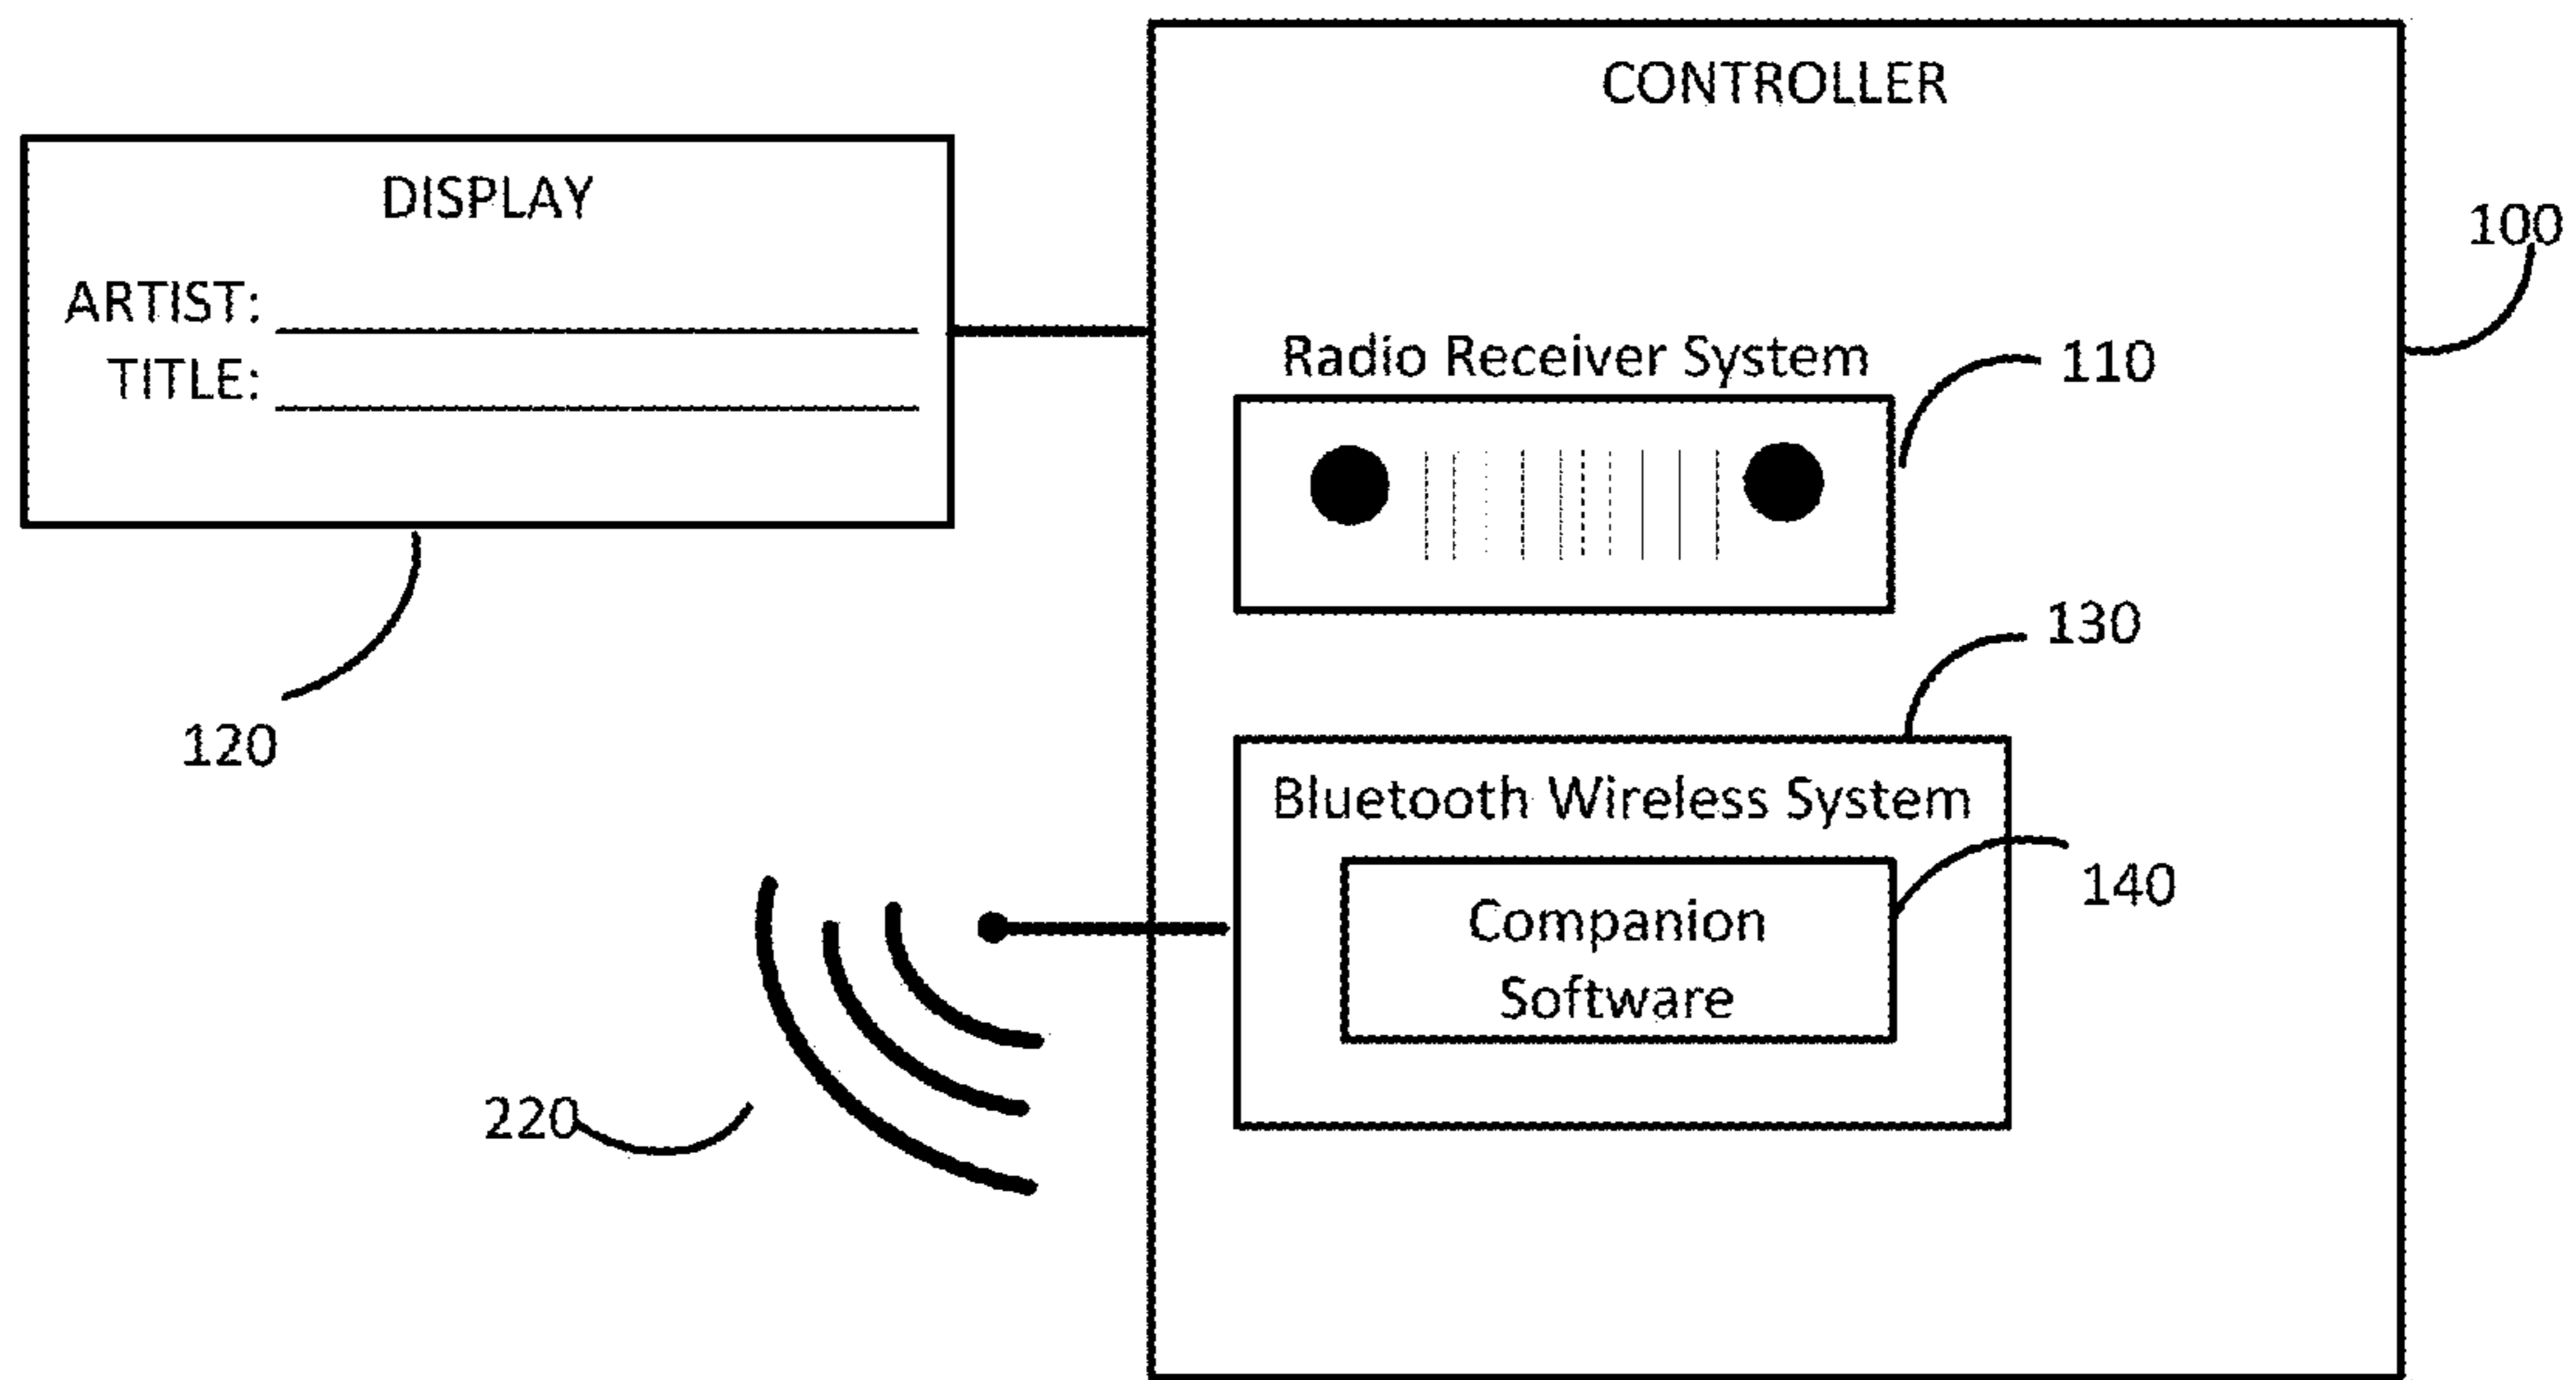 CONTROLLER
DISPLAY
100
ARTIST:
TITLE:
Radio Receiver System
110
130
120
Bluetooth Wireless System
140
Companion
Software
220